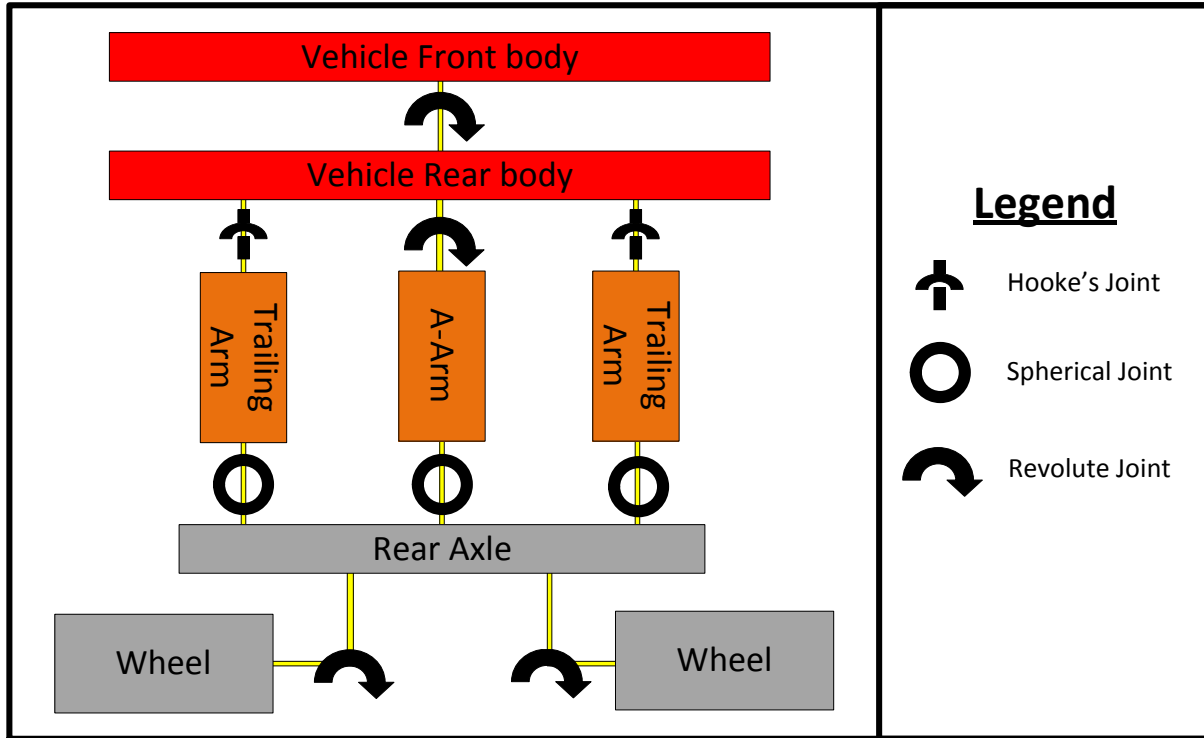 Vehicle Front body
Vehicle Rear body
Trailing
Arm
A-Arm
Trailing
Arm
Rear Axle
Wheel
Wheel
Legend
Hooke's Joint
Spherical Joint
Revolute Joint